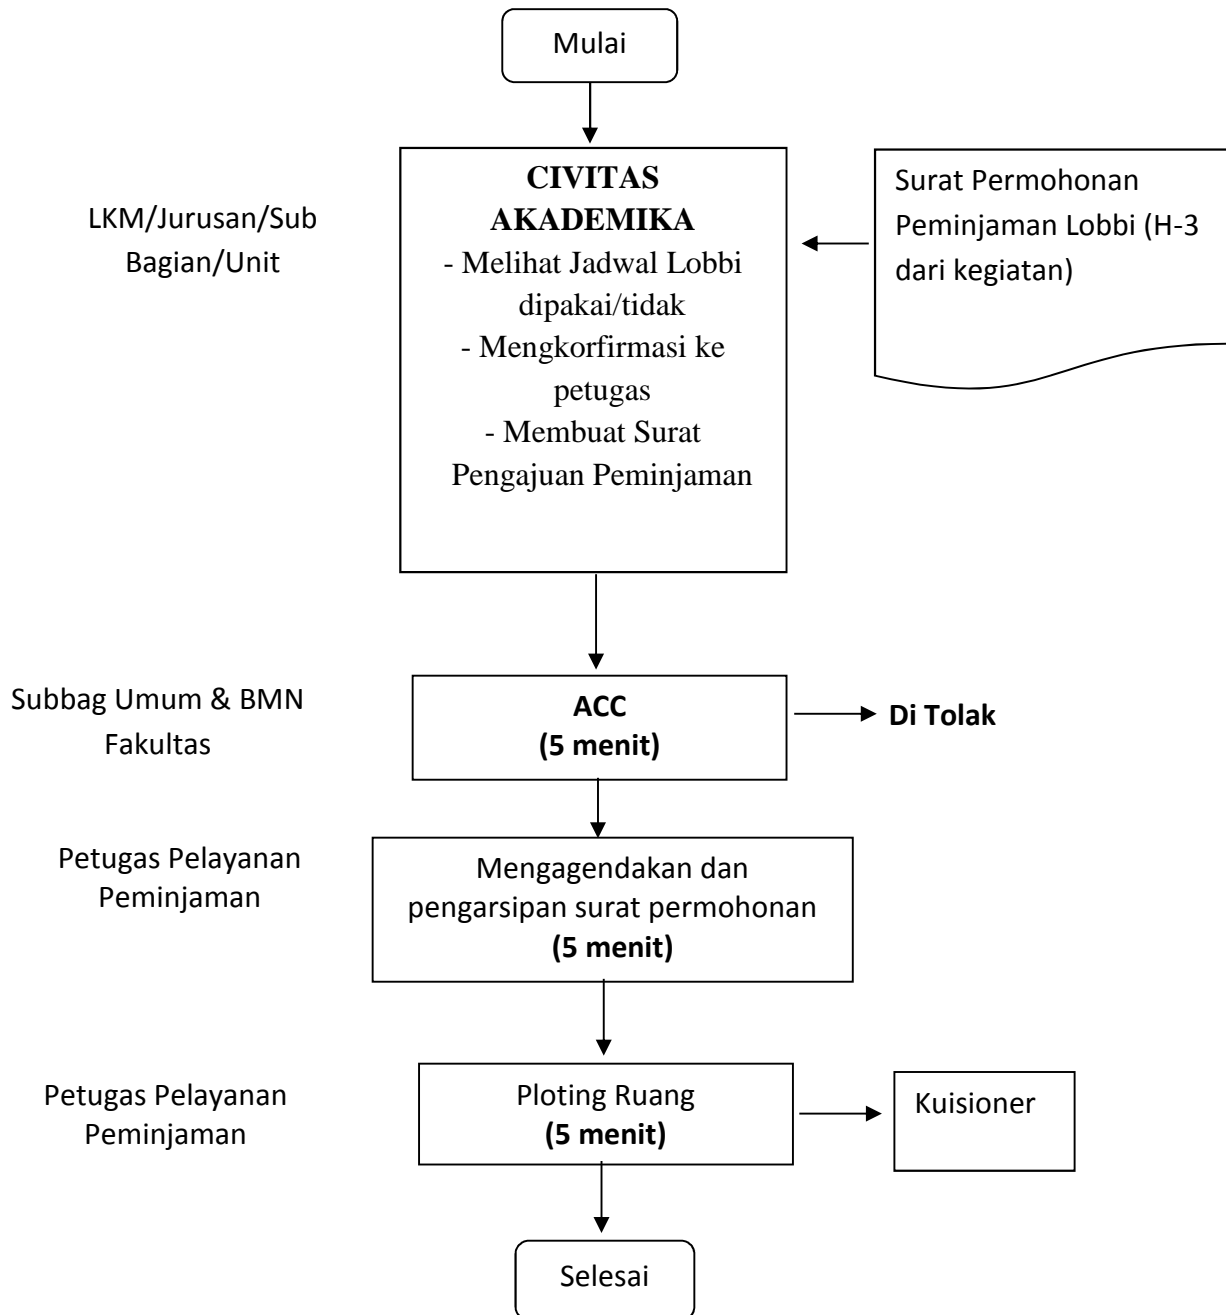 Mulai
LKM/Jurusan/Sub
Bagian/Unit
CIVITAS
AKADEMIKA
- Melihat Jadwal Lobbi
dipakai/tidak
- Mengkorfirmasi ke
petugas
- Membuat Surat
Pengajuan Peminjaman
Surat Permohonan
Peminjaman Lobbi (H-3
dari kegiatan)
Subbag Umum & BMN
Fakultas
ACC
(5 menit)
Di Tolak
Petugas Pelayanan
Peminjaman
Mengagendakan dan
pengarsipan surat permohonan
(5 menit)
Petugas Pelayanan
Peminjaman
Ploting Ruang
(5 menit)
Kuisioner
Selesai